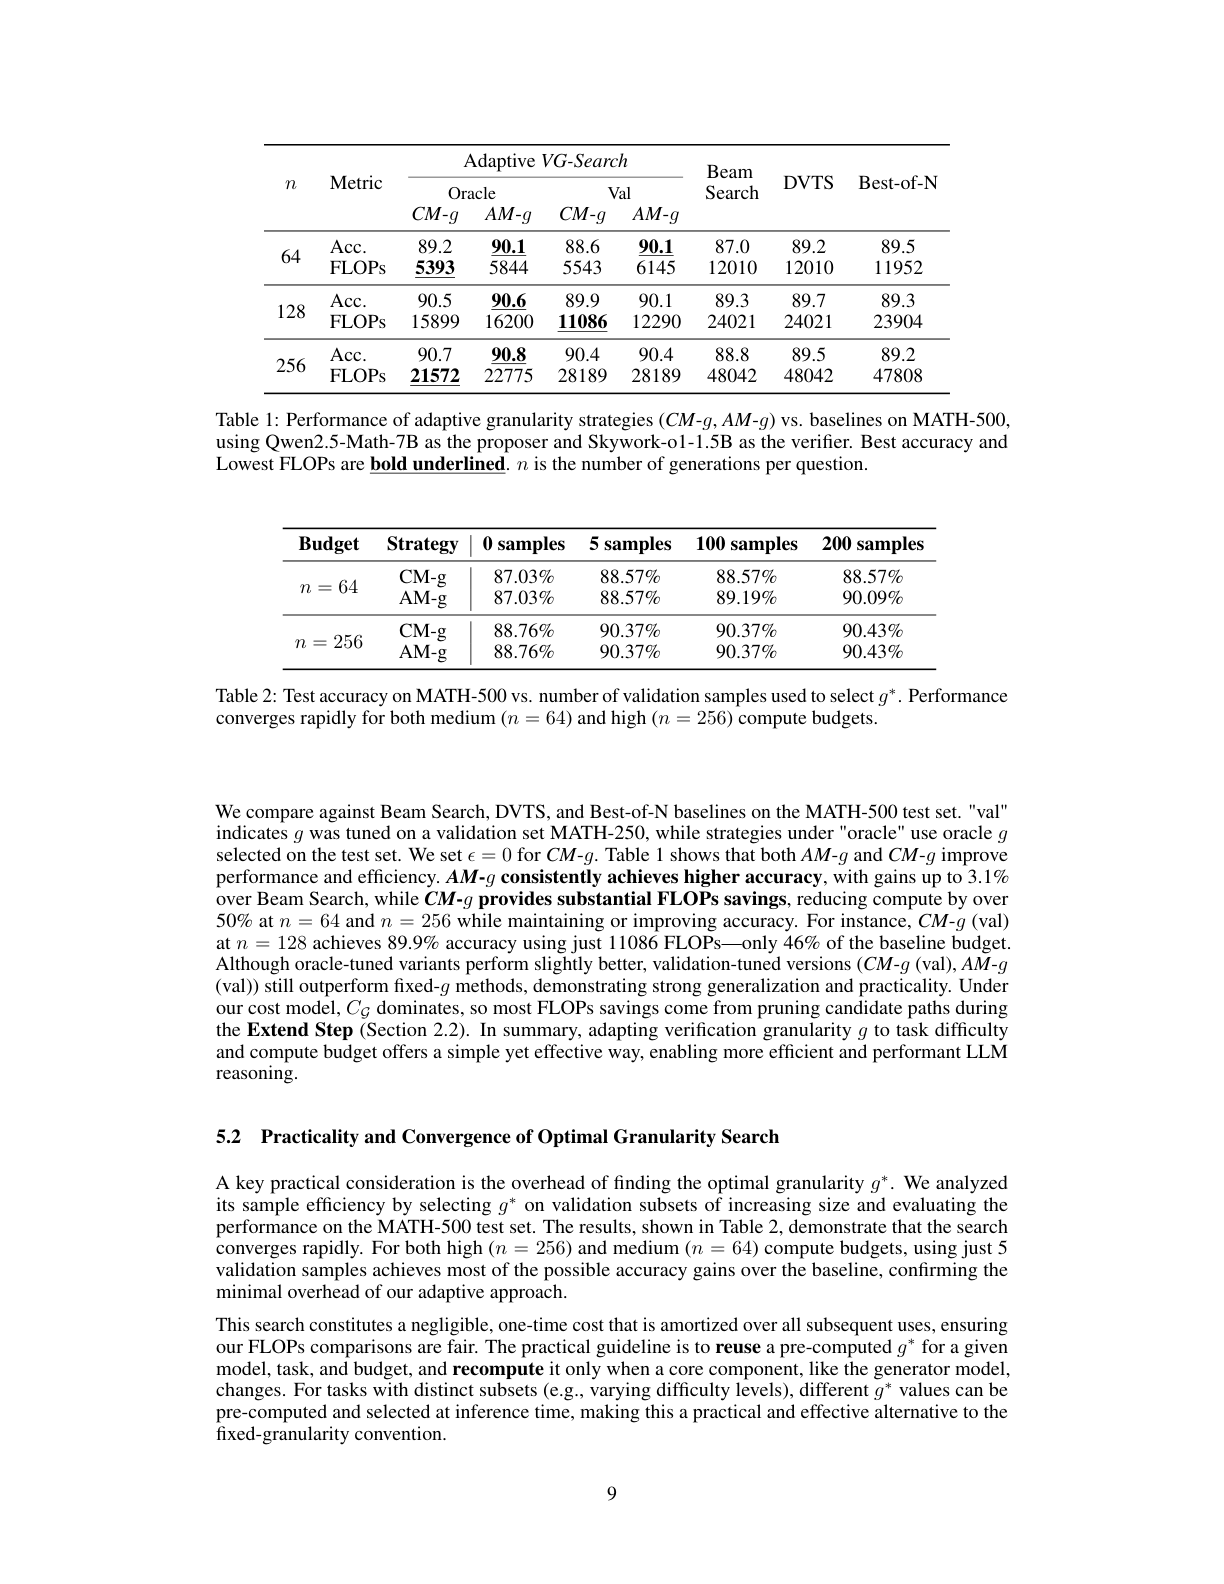 Adaptive VG-Search
n Metric Beam Search DVTS Best-of-N
Oracle Val
CM-g AM-g CM-g AM-g
64 Acc. 89.2 90.1 88.6 90.1 87.0 89.2 89.5
FLOPs 5393 5844 5543 6145 12010 12010 11952
128 Acc. 90.5 90.6 89.9 90.1 89.3 89.7 89.3
FLOPs 15899 16200 11086 12290 24021 24021 23904
256 Acc. 90.7 90.8 90.4 90.4 88.8 89.5 89.2
FLOPs 21572 22775 28189 28189 48042 48042 47808
Table 1: Performance of adaptive granularity strategies (CM-g, AM-g) vs. baselines on MATH-500,
using Qwen2.5-Math-7B as the proposer and Skywork-o1-1.5B as the verifier. Best accuracy and
Lowest FLOPs are bold underlined. n is the number of generations per question.
Budget Strategy 0 samples 5 samples 100 samples 200 samples
n = 64 CM-g 87.03% 88.57% 88.57% 88.57%
AM-g 87.03% 88.57% 89.19% 90.09%
n = 256 CM-g 88.76% 90.37% 90.37% 90.43%
AM-g 88.76% 90.37% 90.37% 90.43%
Table 2: Test accuracy on MATH-500 vs. number of validation samples used to select g*. Performance
converges rapidly for both medium (n = 64) and high (n = 256) compute budgets.
We compare against Beam Search, DVTS, and Best-of-N baselines on the MATH-500 test set. "val"
indicates g was tuned on a validation set MATH-250, while strategies under "oracle" use oracle g
selected on the test set. We set ϵ = 0 for CM-g. Table 1 shows that both AM-g and CM-g improve
performance and efficiency. AM-g consistently achieves higher accuracy, with gains up to 3.1%
over Beam Search, while CM-g provides substantial FLOPs savings, reducing compute by over
50% at n = 64 and n = 256 while maintaining or improving accuracy. For instance, CM-g (val)
at n = 128 achieves 89.9% accuracy using just 11086 FLOPs—only 46% of the baseline budget.
Although oracle-tuned variants perform slightly better, validation-tuned versions (CM-g (val), AM-g
(val)) still outperform fixed-g methods, demonstrating strong generalization and practicality. Under
our cost model, C𝒢 dominates, so most FLOPs savings come from pruning candidate paths during
the Extend Step (Section 2.2). In summary, adapting verification granularity g to task difficulty
and compute budget offers a simple yet effective way, enabling more efficient and performant LLM
reasoning.
5.2 Practicality and Convergence of Optimal Granularity Search
A key practical consideration is the overhead of finding the optimal granularity g*. We analyzed
its sample efficiency by selecting g* on validation subsets of increasing size and evaluating the
performance on the MATH-500 test set. The results, shown in Table 2, demonstrate that the search
converges rapidly. For both high (n = 256) and medium (n = 64) compute budgets, using just 5
validation samples achieves most of the possible accuracy gains over the baseline, confirming the
minimal overhead of our adaptive approach.
This search constitutes a negligible, one-time cost that is amortized over all subsequent uses, ensuring
our FLOPs comparisons are fair. The practical guideline is to reuse a pre-computed g* for a given
model, task, and budget, and recompute it only when a core component, like the generator model,
changes. For tasks with distinct subsets (e.g., varying difficulty levels), different g* values can be
pre-computed and selected at inference time, making this a practical and effective alternative to the
fixed-granularity convention.
9